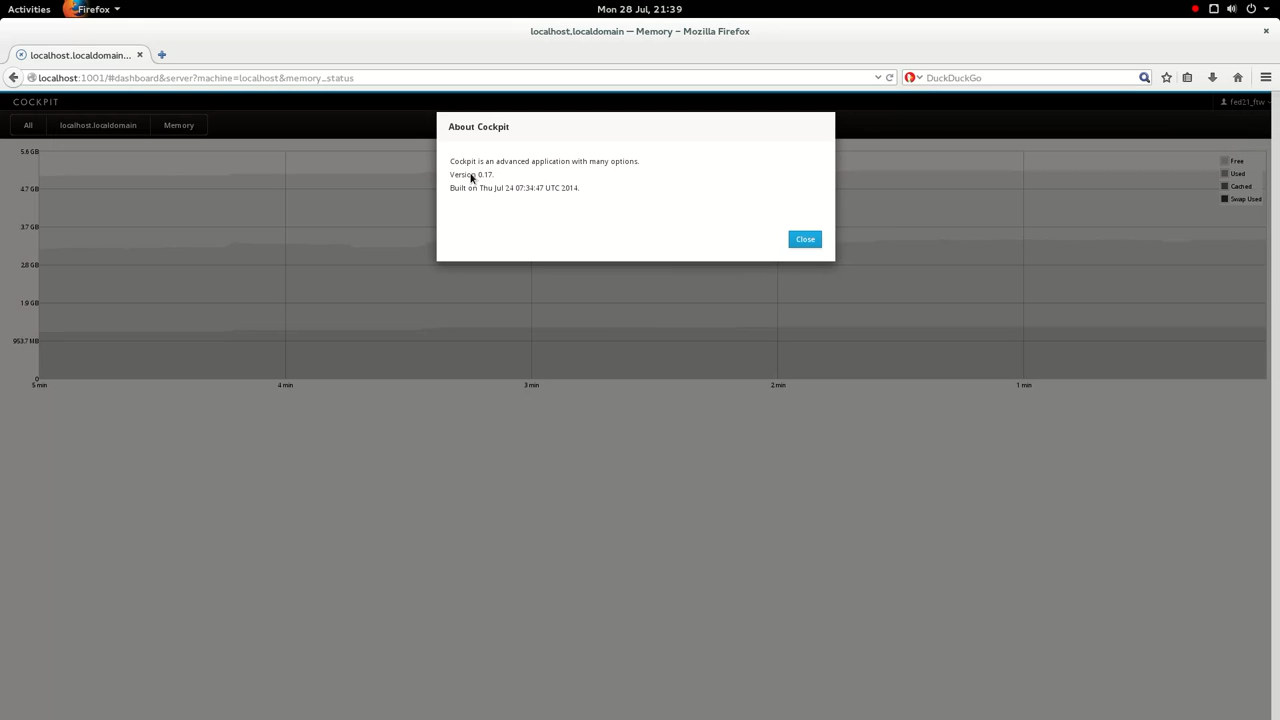 Activities Firefox Mon 28 Jul, 21:39
localhost.localdomain — Memory – Mozilla Firefox
localhost.localdomain...
localhost:1001/#dashboard&server?machine=localhost&memory_status DuckDuckGo
COCKPIT fed21_ftw
All localhost.localdomain Memory
About Cockpit
Cockpit is an advanced application with many options.
Version 0.17.
Built on Thu Jul 24 07:34:47 UTC 2014.
Close
5.6 GB
4.7 GB
3.7 GB
2.8 GB
1.9 GB
953.7 MB
0
5 min 4 min 3 min 2 min 1 min
Free
Used
Cached
Swap Used